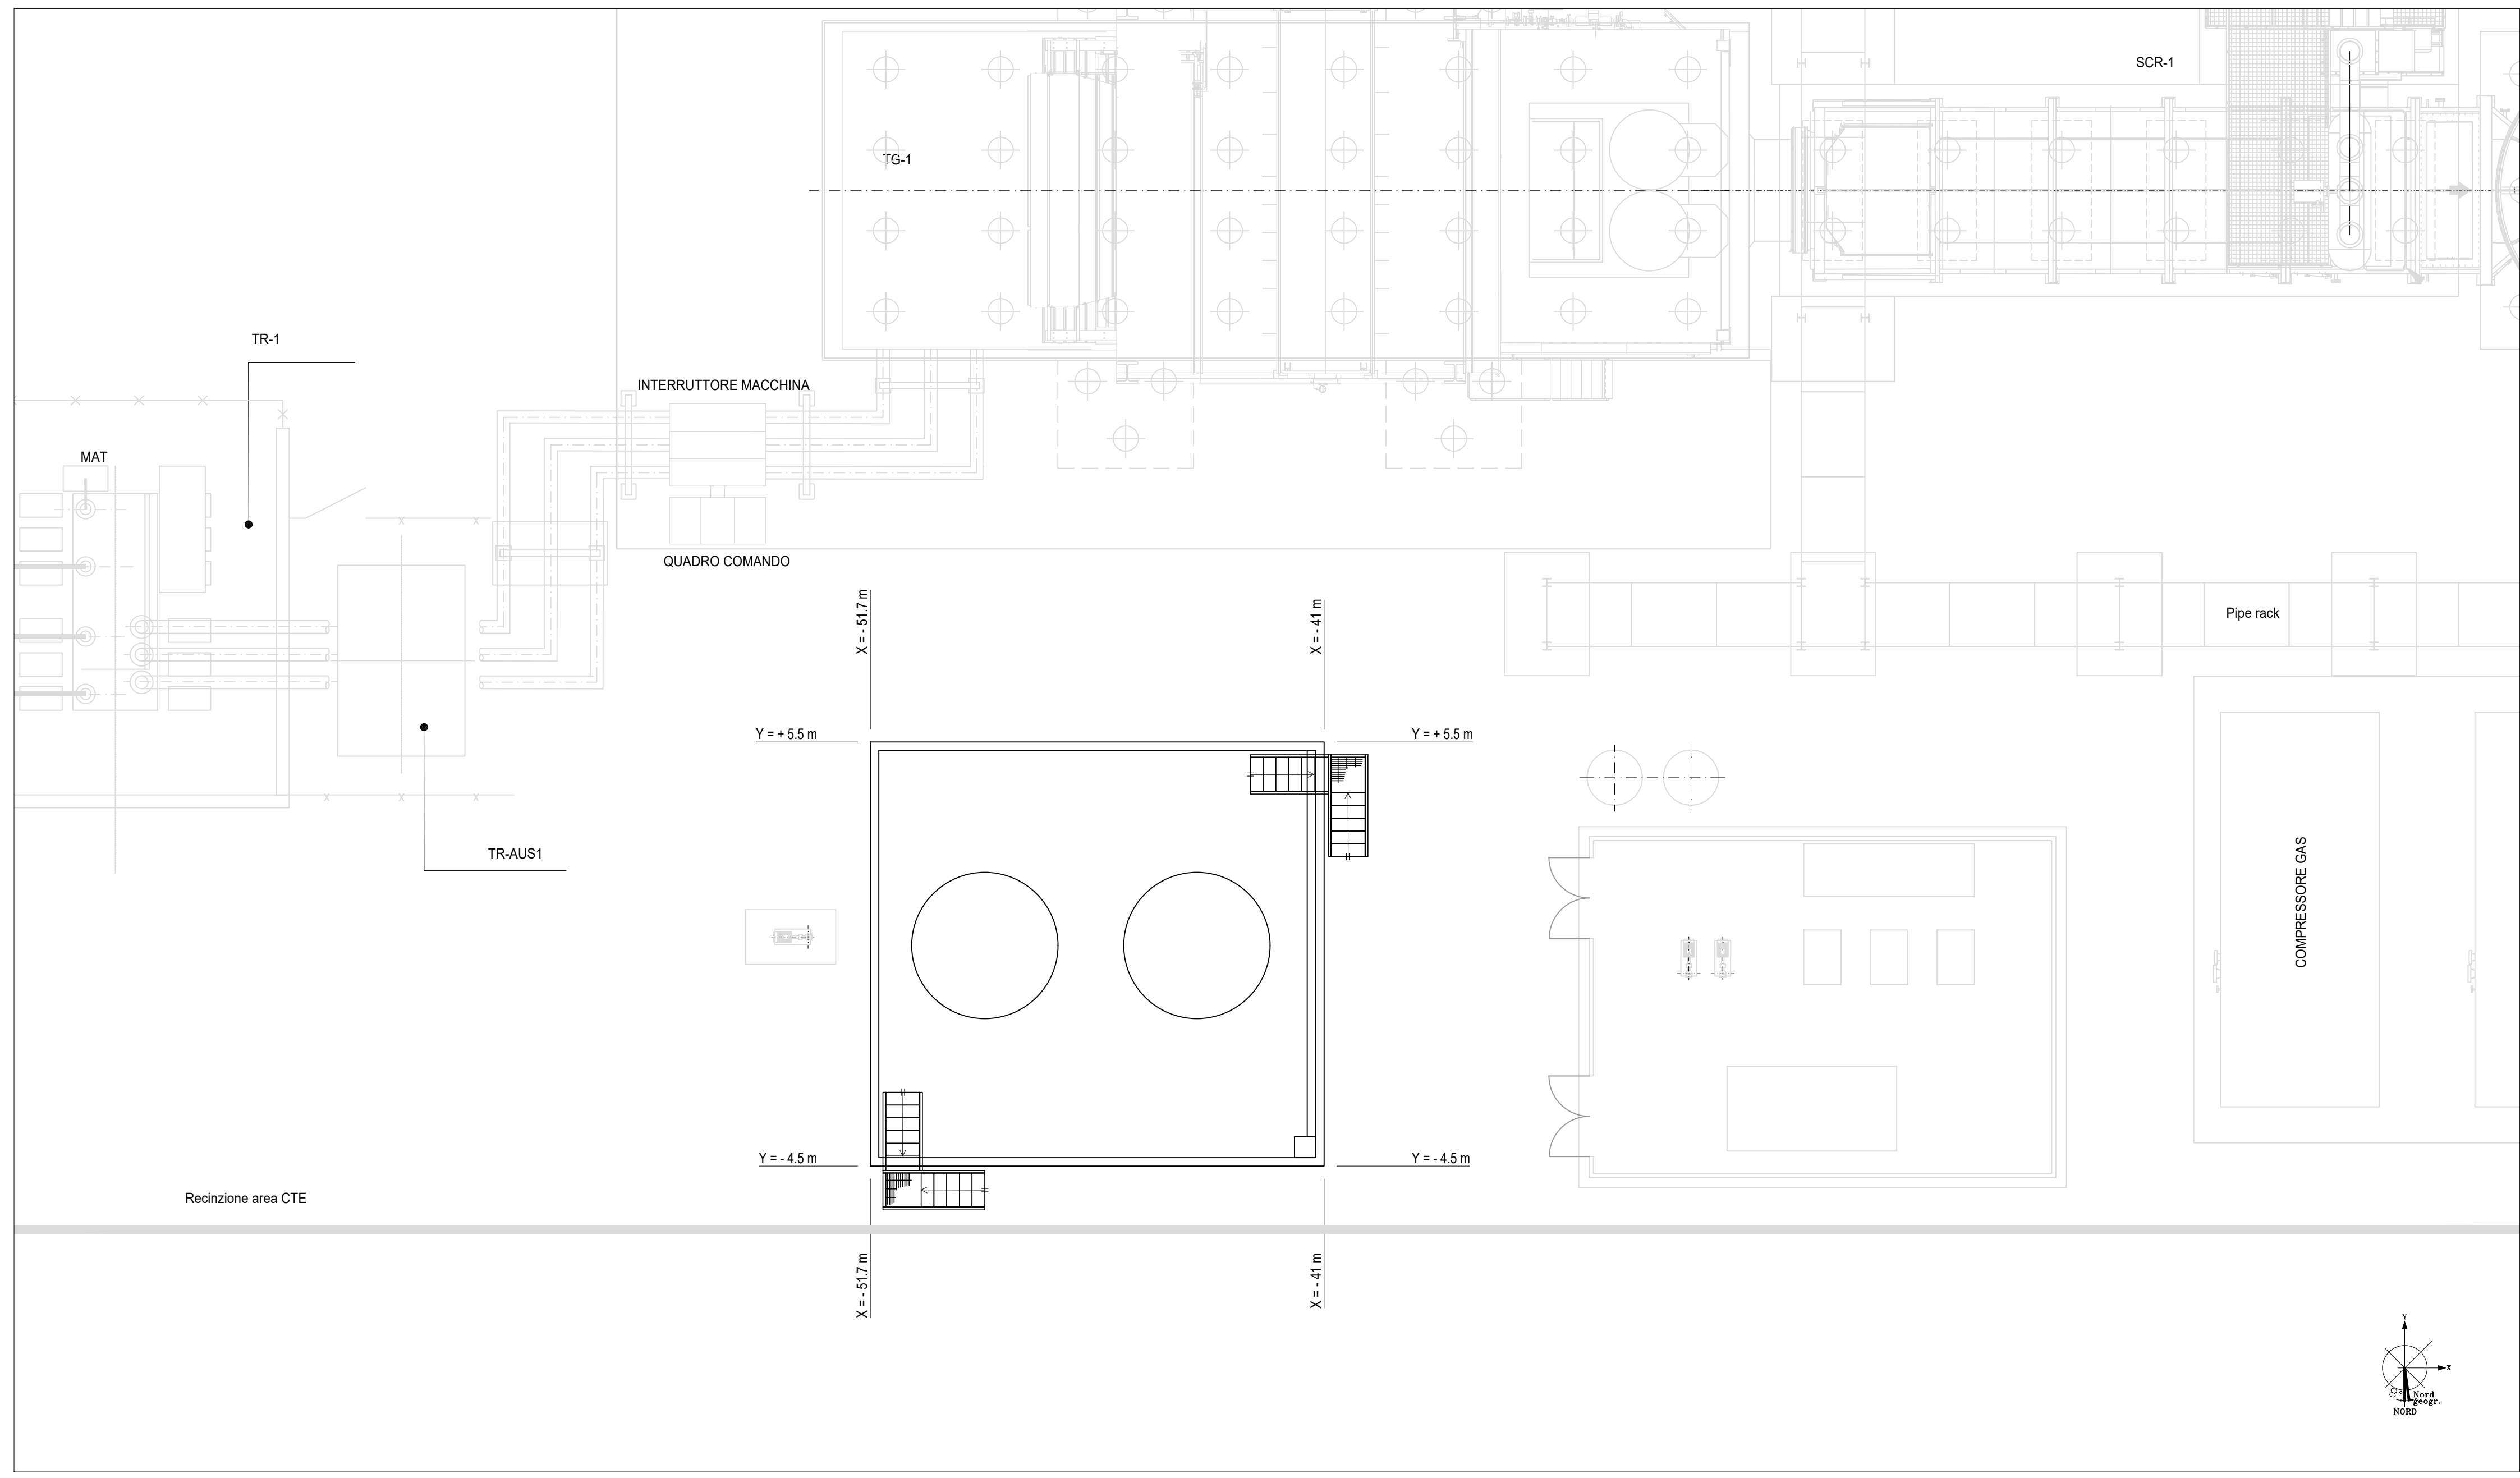 SCR-1
TG-1
TR-1
INTERRUTTORE MACCHINA
MAT
QUADRO COMANDO
X = - 51.7 m
X = - 41 m
Pipe rack
Y = + 5.5 m
Y = + 5.5 m
TR-AUS1
COMPRESSORE GAS
Y = - 4.5 m
Y = - 4.5 m
Recinzione area CTE
X = - 51.7 m
X = - 41 m
Y
X
8°
Nord
geogr.
NORD